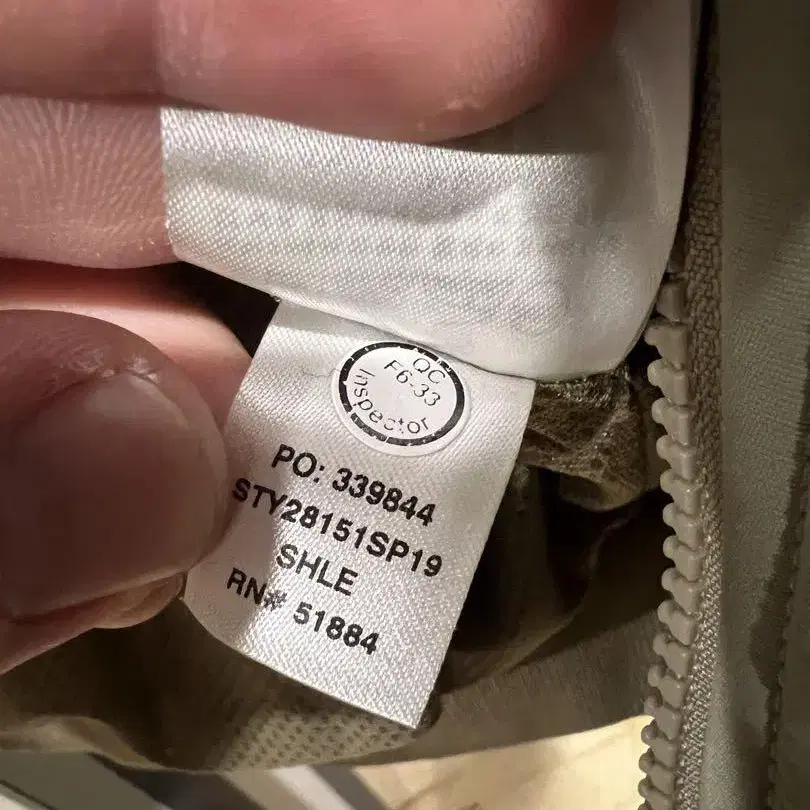 QC
F6-33
Inspector
PO: 339844
STY28151SP19
SHLE
RN# 51884